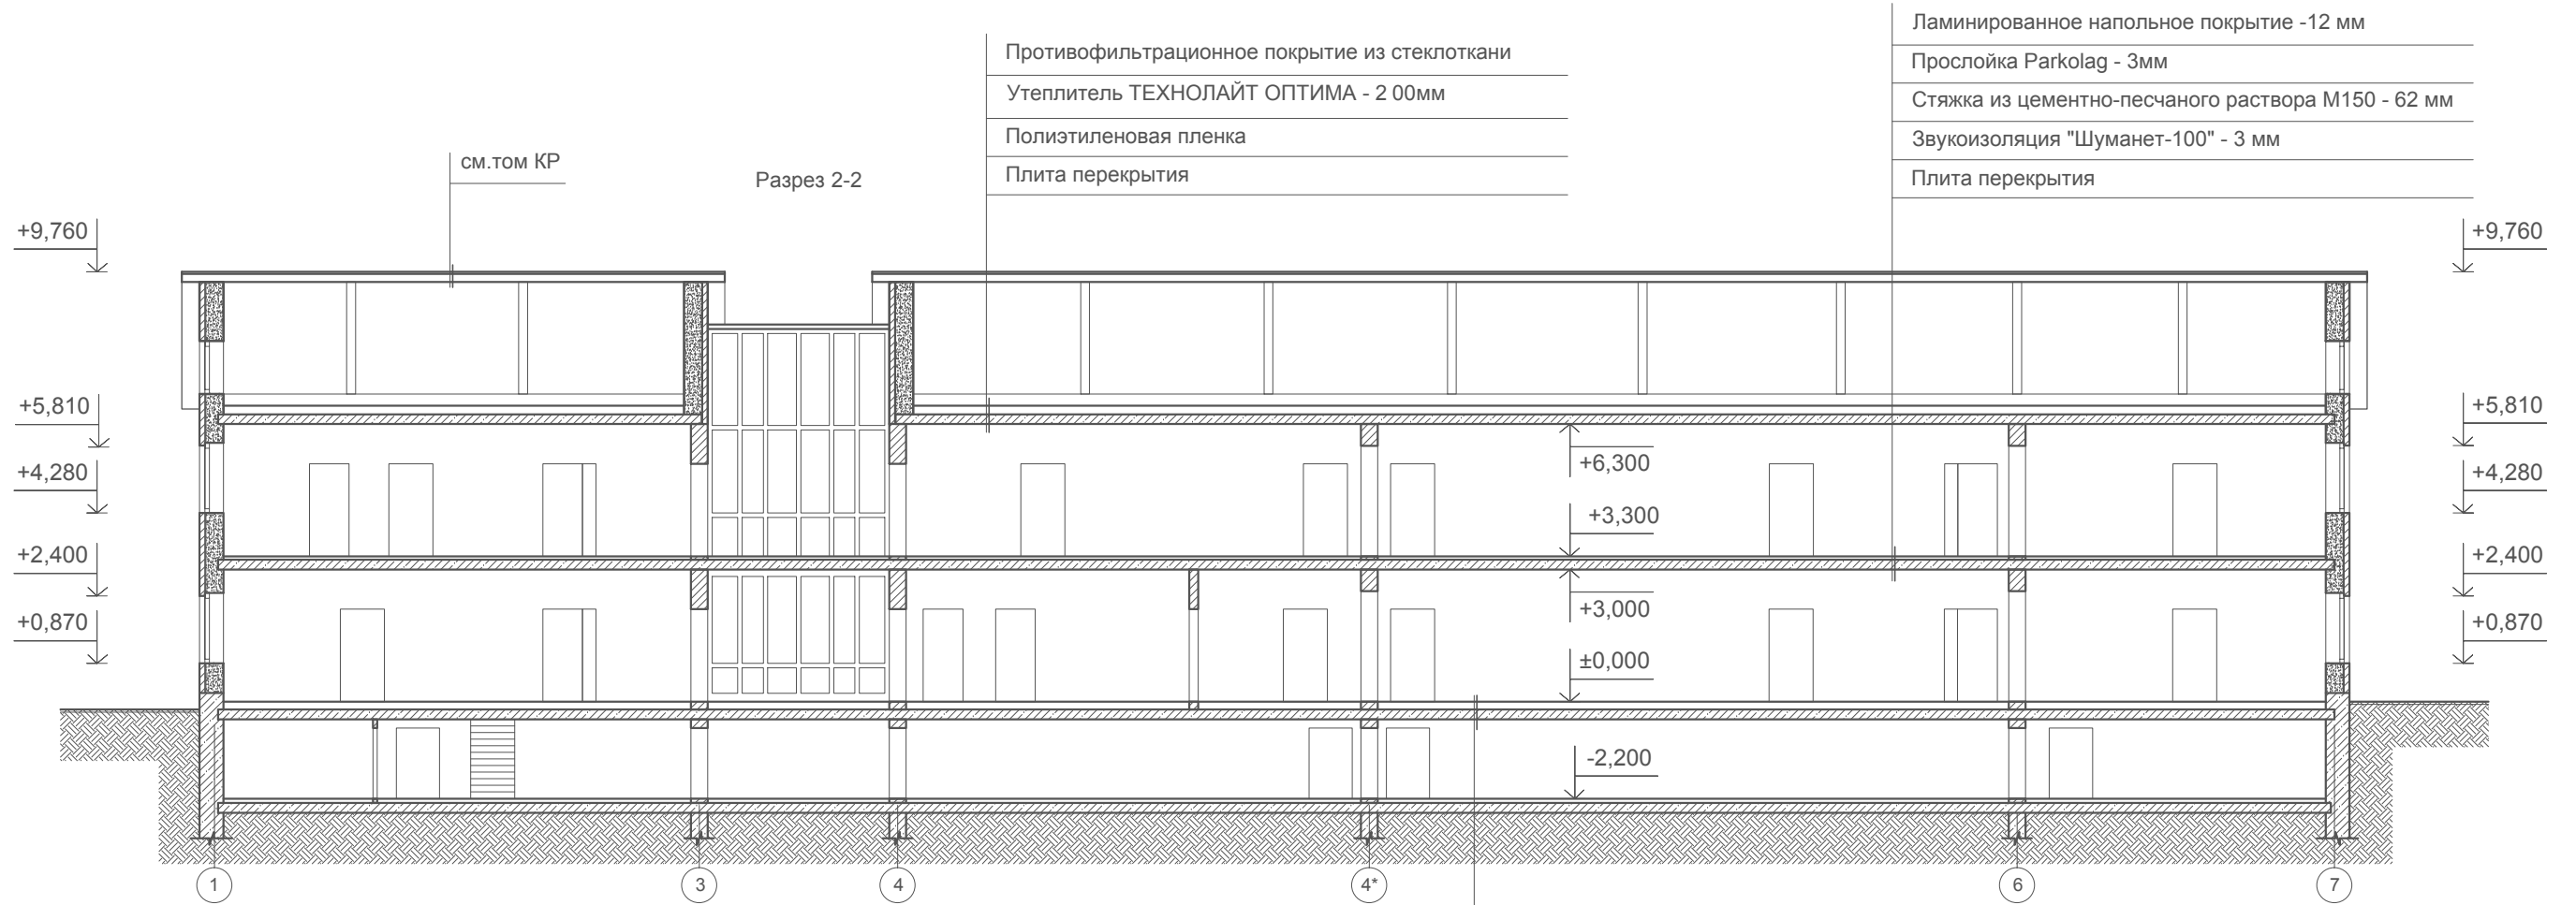 Ламинированное напольное покрытие -12 мм
Противофильтрационное покрытие из стеклоткани
Прослойка Parkolag - 3мм
Утеплитель ТЕХНОЛАЙТ ОПТИМА - 2 00мм
Стяжка из цементно-песчаного раствора М150 - 62 мм
Полиэтиленовая пленка
Звукоизоляция "Шуманет-100" - 3 мм
см.том КР
Разрез 2-2
Плита перекрытия
Плита перекрытия
+9,760
+9,760
+5,810
+5,810
+6,300
+4,280
+4,280
+3,300
+2,400
+2,400
+3,000
+0,870
+0,870
±0,000
-2,200
1
3
4
4*
6
7